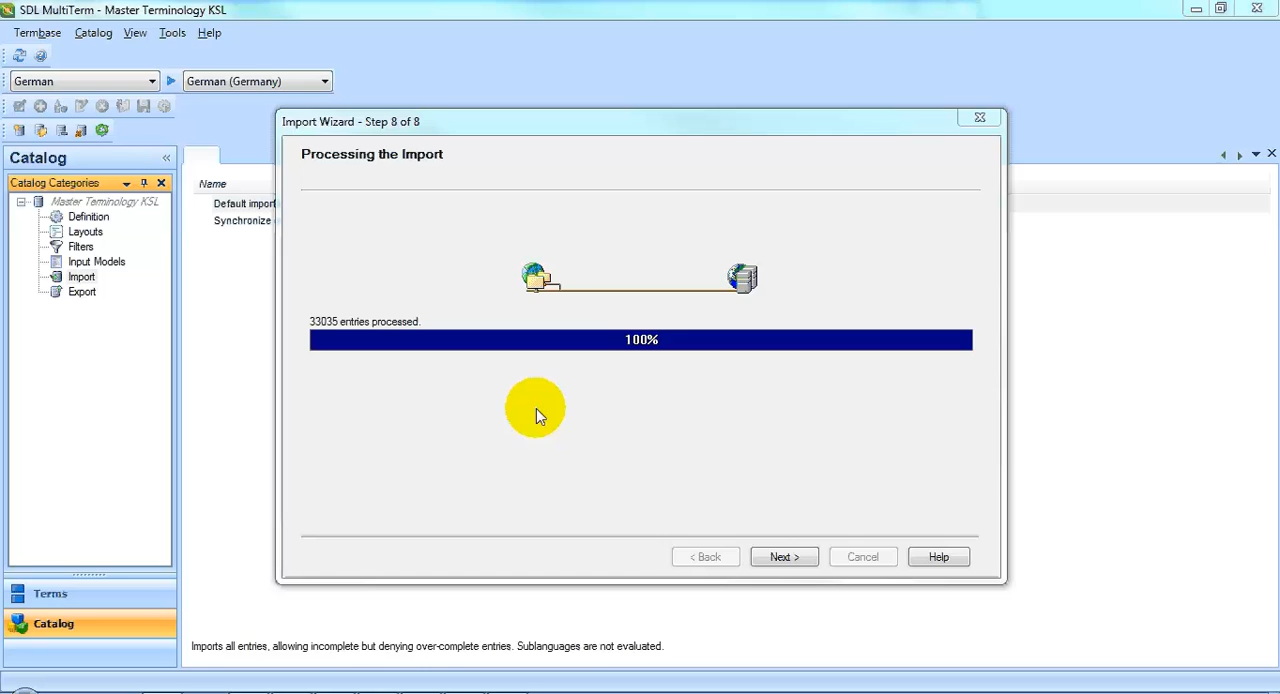 SDL MultiTerm - Master Terminology KSL
Termbase Catalog View Tools Help
German German (Germany)
Import Wizard - Step 8 of 8
Processing the Import
Catalog
Catalog Categories
Master Terminology KSL
Definition
Layouts
Filters
Input Models
Import
Export
Name
Default import
Synchronize
33035 entries processed.
100%
< Back Next > Cancel Help
Terms
Catalog
Imports all entries, allowing incomplete but denying over-complete entries. Sublanguages are not evaluated.